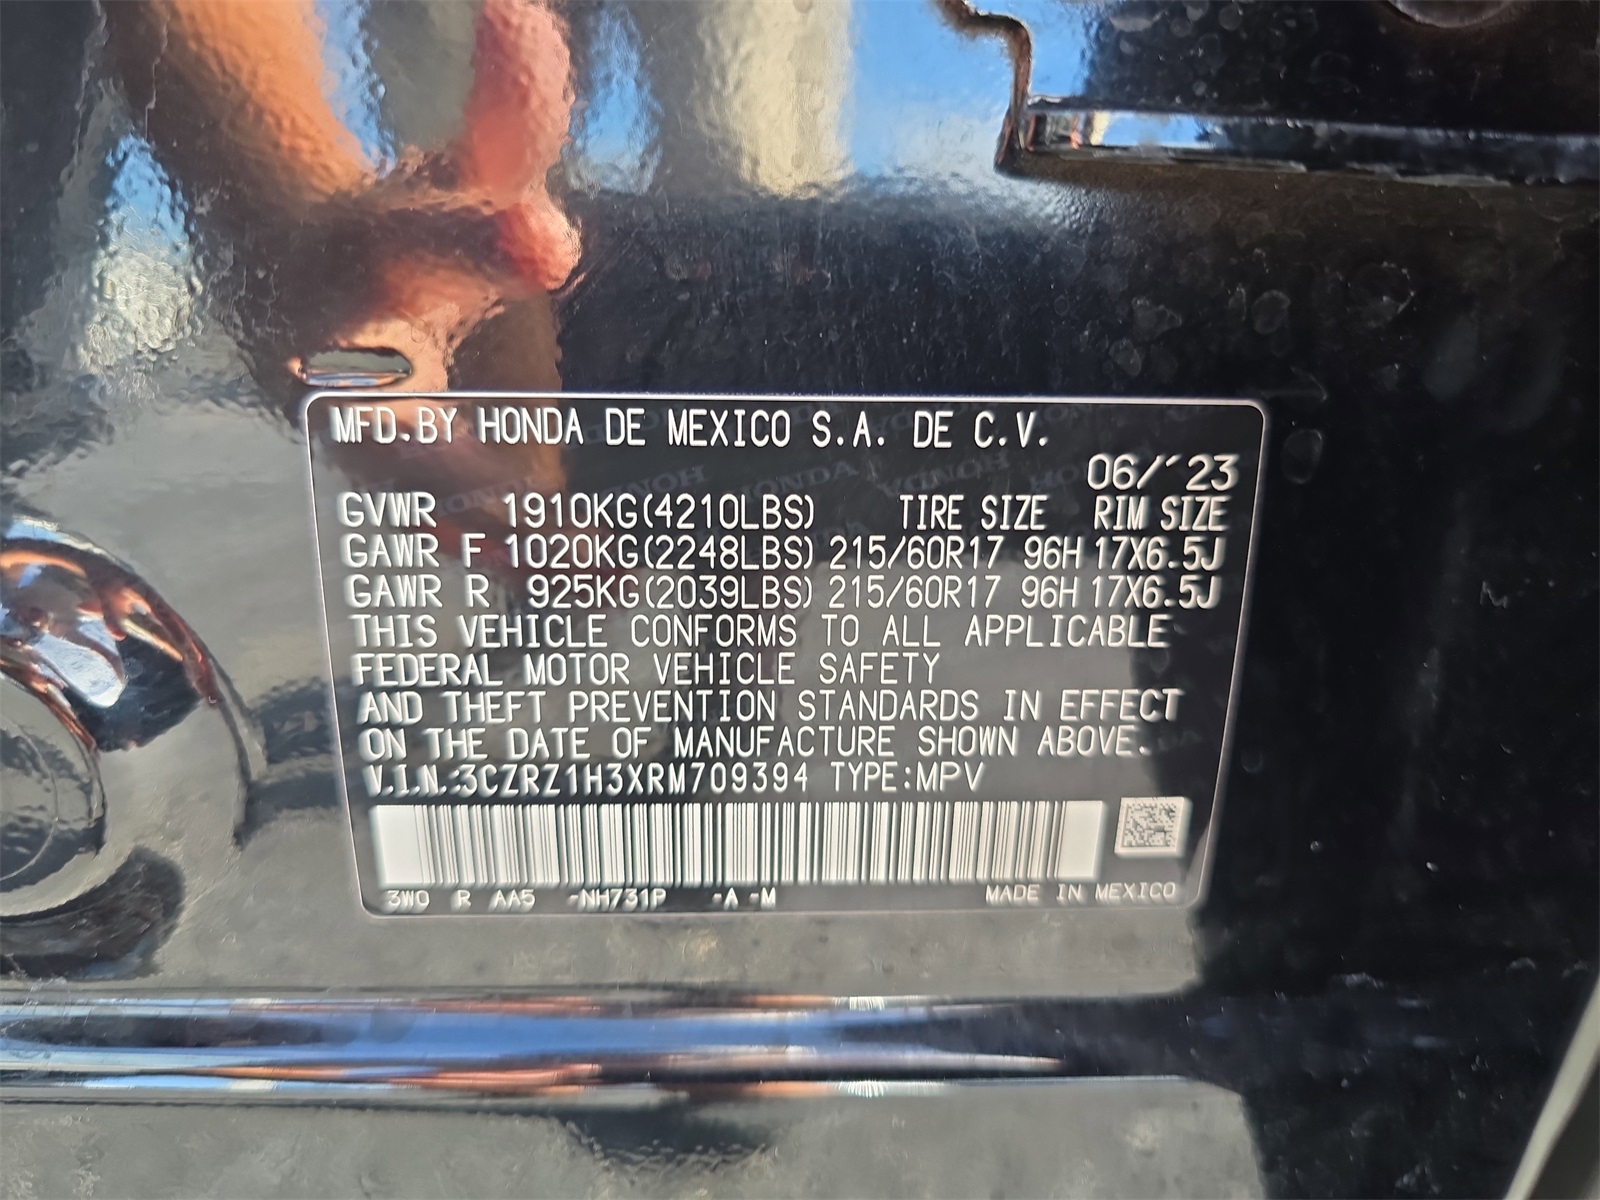 MFD.BY HONDA DE MEXICO S.A. DE C.V.
06/´23
GVWR 1910KG(4210LBS) TIRE SIZE RIM SIZE
GAWR F 1020KG(2248LBS) 215/60R17 96H 17X6.5J
GAWR R 925KG(2039LBS) 215/60R17 96H 17X6.5J
THIS VEHICLE CONFORMS TO ALL APPLICABLE
FEDERAL MOTOR VEHICLE SAFETY
AND THEFT PREVENTION STANDARDS IN EFFECT
ON THE DATE OF MANUFACTURE SHOWN ABOVE.
V.I.N.:3CZRZ1H3XRM709394 TYPE:MPV
3W0 R AA5 -NH731P -A -M MADE IN MEXICO